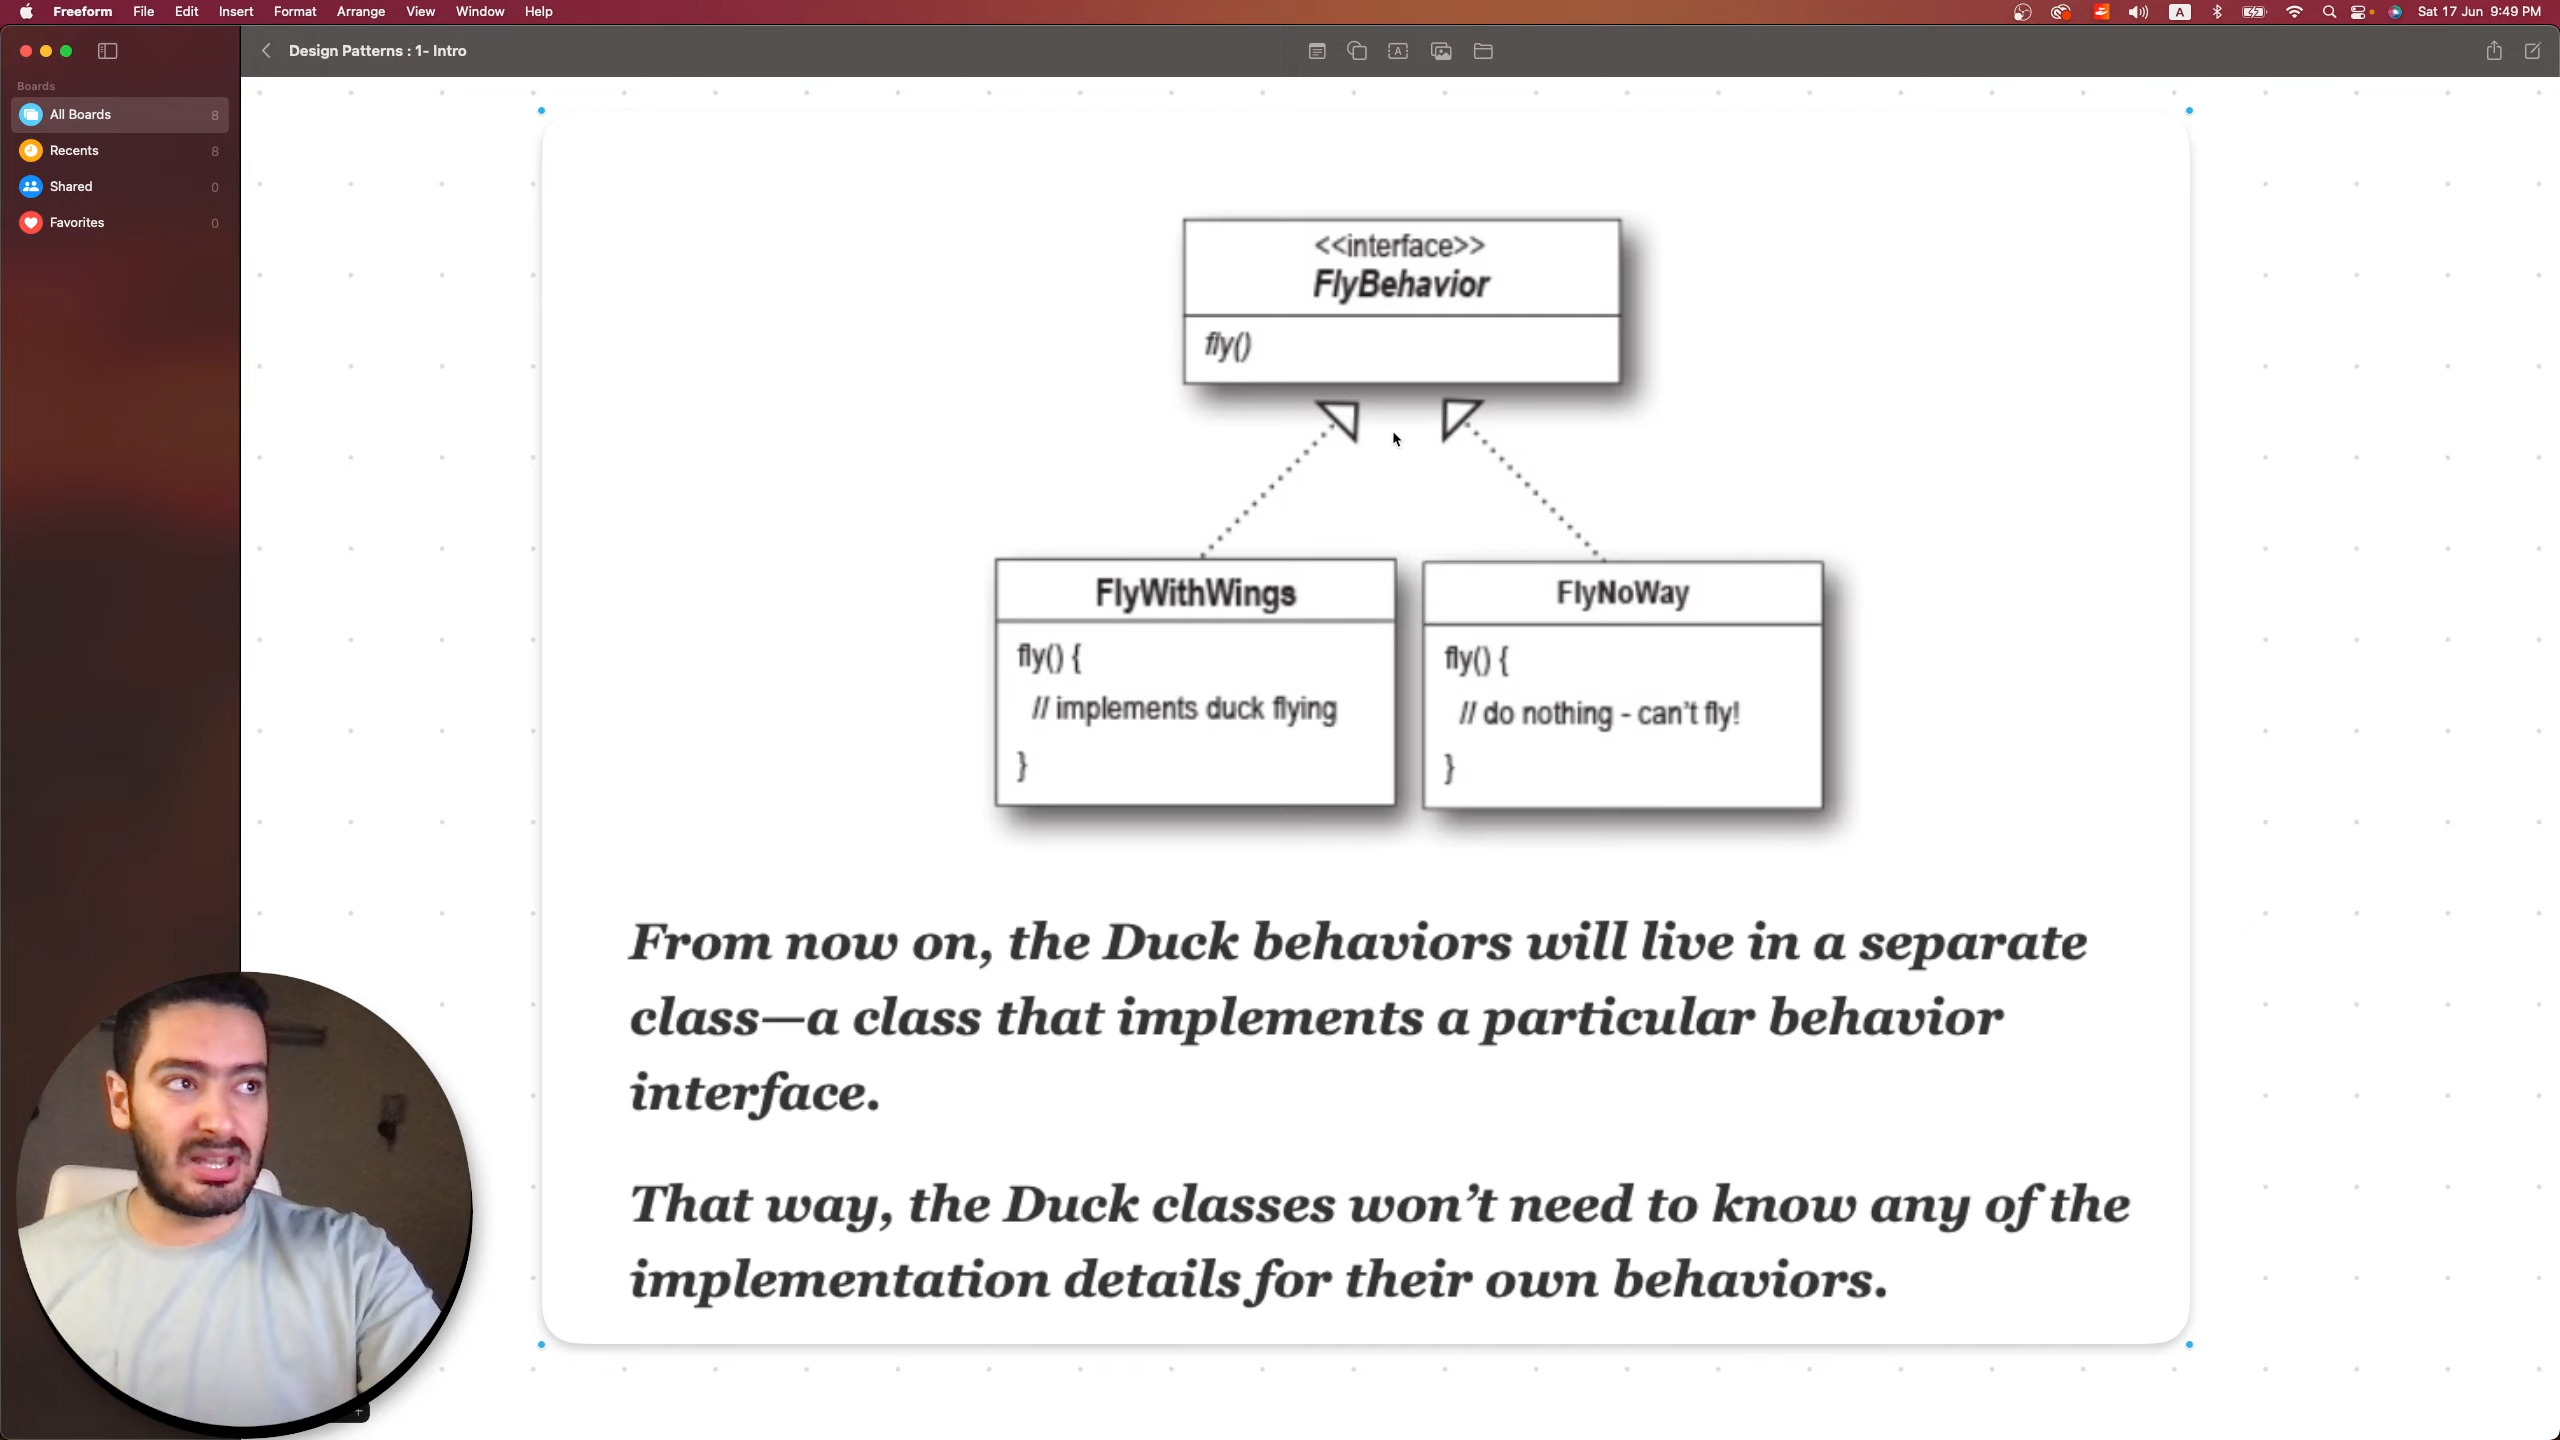 Freeform File Edit Insert Format Arrange View Window Help
A Sat 17 Jun 9:49 PM
Design Patterns : 1- Intro
A
Boards
All Boards 8
Recents 8
Shared 0
Favorites 0
<<interface>>
FlyBehavior
fly()
FlyWithWings
fly() {
// implements duck flying
}
FlyNoWay
fly() {
// do nothing - can't fly!
}
From now on, the Duck behaviors will live in a separate
class—a class that implements a particular behavior
interface.
That way, the Duck classes won’t need to know any of the
implementation details for their own behaviors.